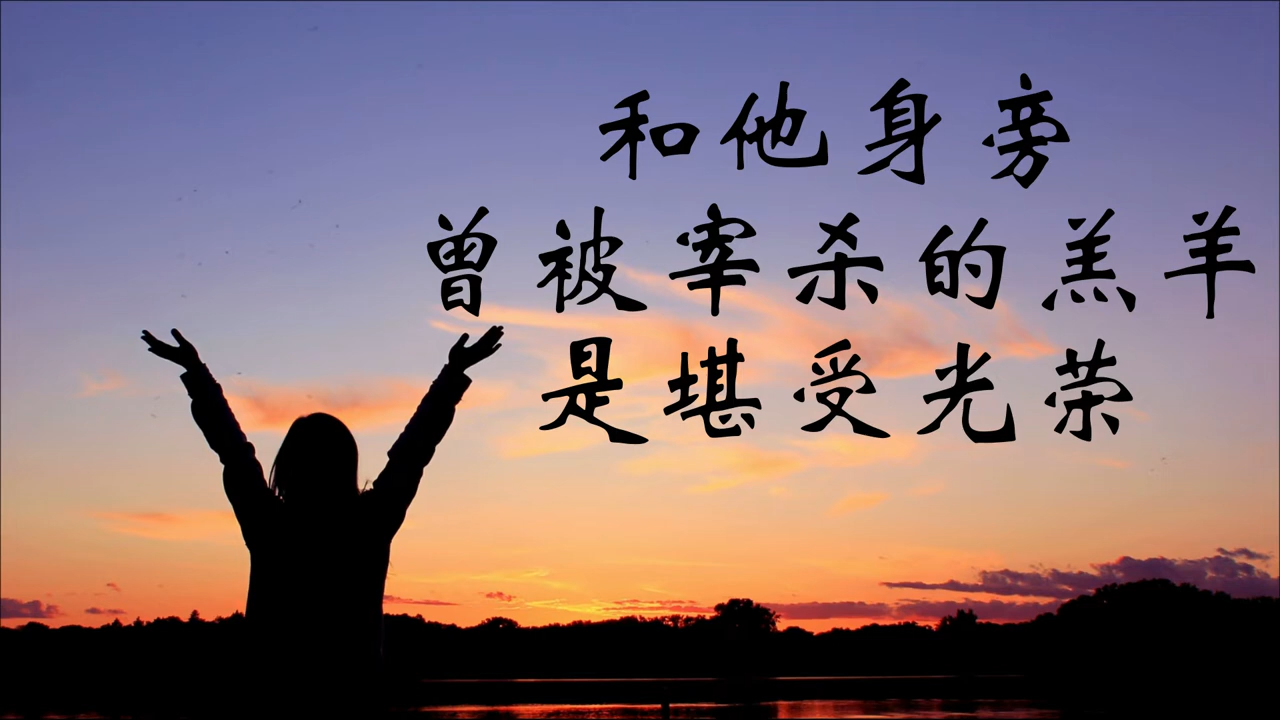 和他身旁
曾被宰杀的羔羊
是堪受光荣